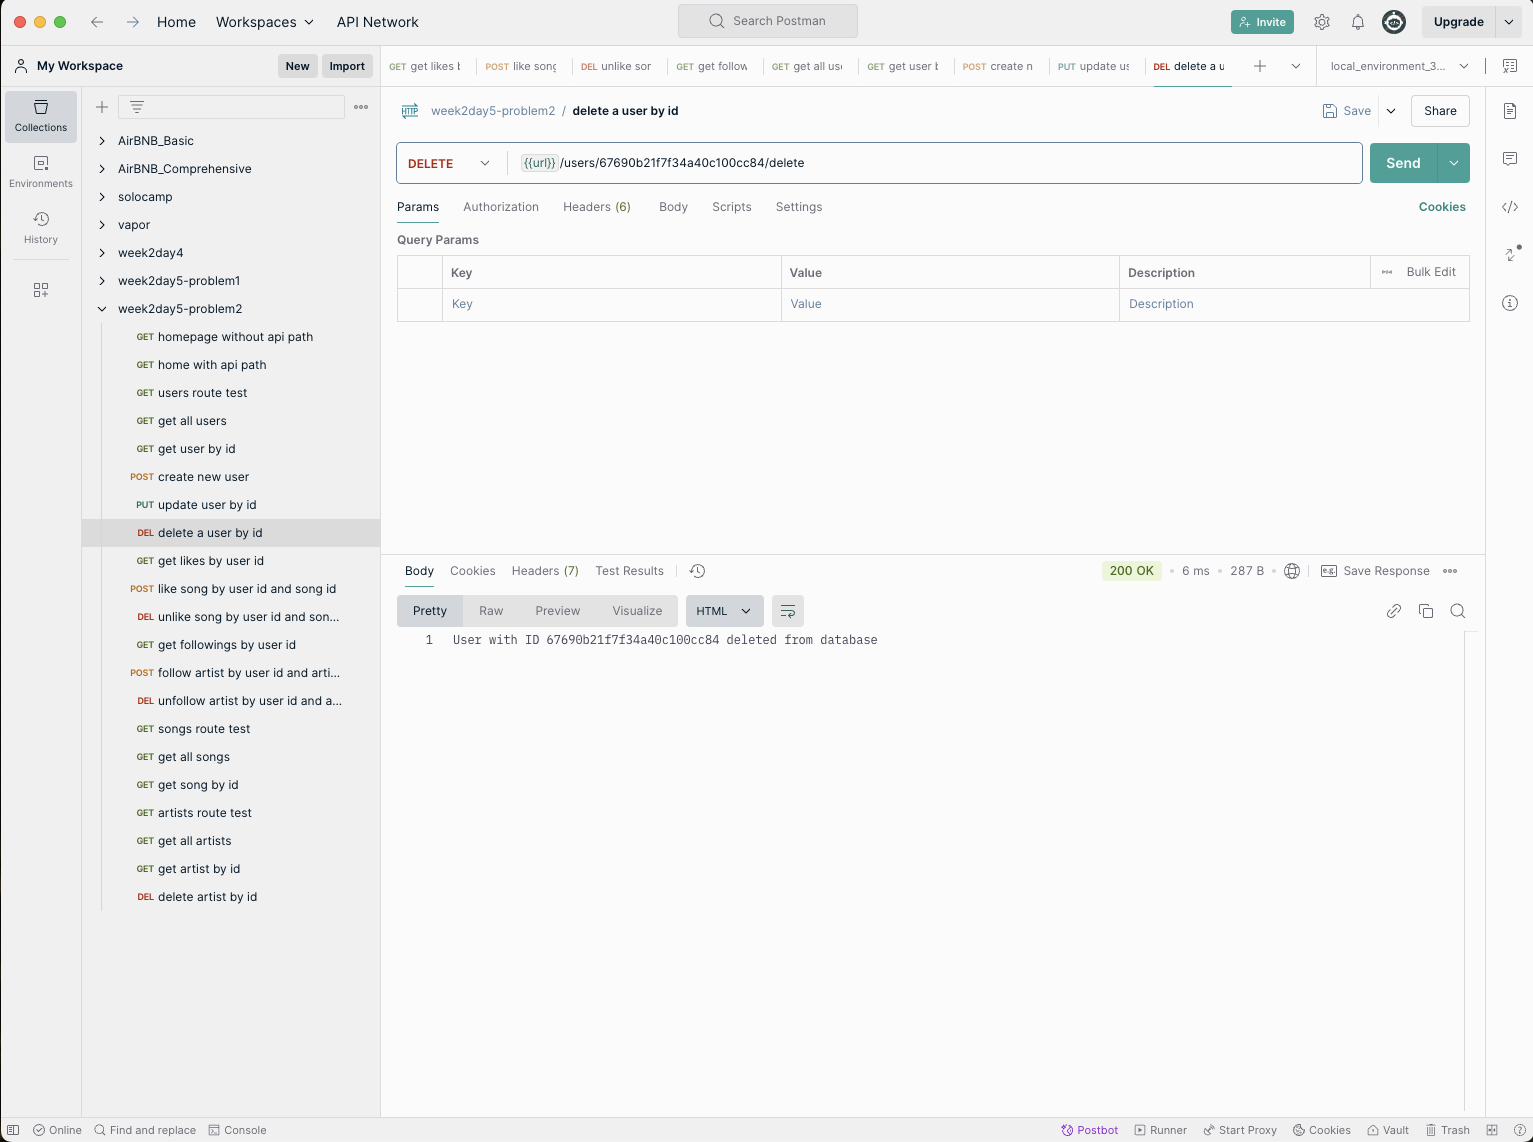 Home Workspaces API Network Search Postman Invite Upgrade
My Workspace New Import
GET get likes b POST like song DEL unlike sor GET get follow GET get all use GET get user b POST create n PUT update us DEL delete a u local_environment_3...
Collections
Environments
History
AirBNB_Basic
AirBNB_Comprehensive
solocamp
vapor
week2day4
week2day5-problem1
week2day5-problem2
GET homepage without api path
GET home with api path
GET users route test
GET get all users
GET get user by id
POST create new user
PUT update user by id
DEL delete a user by id
GET get likes by user id
POST like song by user id and song id
DEL unlike song by user id and son...
GET get followings by user id
POST follow artist by user id and arti...
DEL unfollow artist by user id and a...
GET songs route test
GET get all songs
GET get song by id
GET artists route test
GET get all artists
GET get artist by id
DEL delete artist by id
HTTP week2day5-problem2 / delete a user by id Save Share
DELETE {{url}}/users/67690b21f7f34a40c100cc84/delete Send
Params Authorization Headers (6) Body Scripts Settings Cookies
Query Params
Key Value Description Bulk Edit
Key Value Description
Body Cookies Headers (7) Test Results 200 OK 6 ms 287 B e.g. Save Response
Pretty Raw Preview Visualize HTML
1 User with ID 67690b21f7f34a40c100cc84 deleted from database
Online Find and replace Console Postbot Runner Start Proxy Cookies Vault Trash